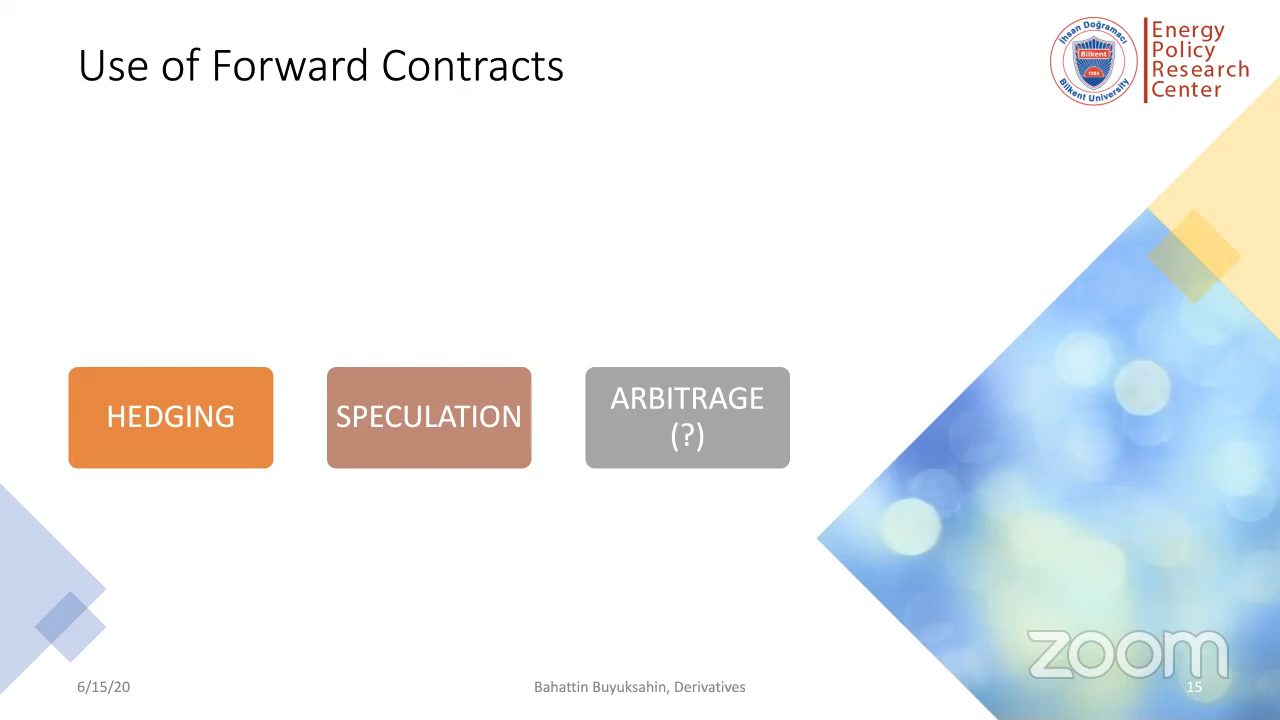 Use of Forward Contracts
İhsan Doğramacı
Bilkent
1984
Bilkent University
Energy
Policy
Research
Center
HEDGING
SPECULATION
ARBITRAGE
(?)
zoom
6/15/20
Bahattin Buyuksahin, Derivatives
15